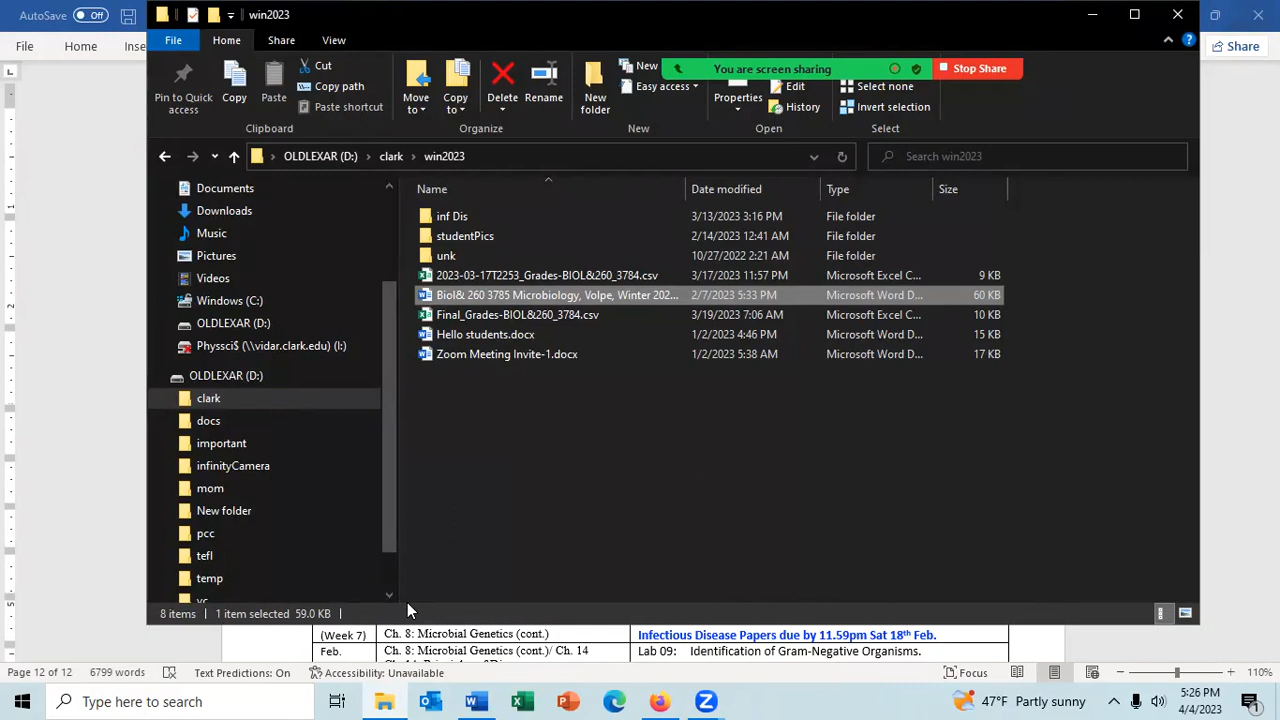 AutoSave Off
win2023
File Home Inse
File Home Share View
Share
Pin to Quick access
Copy
Paste
Cut
Copy path
Paste shortcut
Clipboard
Move to
Copy to
Delete
Rename
Organize
New folder
New
Easy access
New
You are screen sharing
Stop Share
Properties
Edit
History
Open
Select none
Invert selection
Select
OLDLEXAR (D:) > clark > win2023
Search win2023
Documents
Downloads
Music
Pictures
Videos
Windows (C:)
OLDLEXAR (D:)
Physsci$ (\\vidar.clark.edu) (I:)
OLDLEXAR (D:)
clark
docs
important
infinityCamera
mom
New folder
pcc
tefl
temp
vc
Name Date modified Type Size
inf Dis 3/13/2023 3:16 PM File folder
studentPics 2/14/2023 12:41 AM File folder
unk 10/27/2022 2:21 AM File folder
2023-03-17T2253_Grades-BIOL&260_3784.csv 3/17/2023 11:57 PM Microsoft Excel C... 9 KB
Biol& 260 3785 Microbiology, Volpe, Winter 202... 2/7/2023 5:33 PM Microsoft Word D... 60 KB
Final_Grades-BIOL&260_3784.csv 3/19/2023 7:06 AM Microsoft Excel C... 10 KB
Hello students.docx 1/2/2023 4:46 PM Microsoft Word D... 15 KB
Zoom Meeting Invite-1.docx 1/2/2023 5:38 AM Microsoft Word D... 17 KB
8 items 1 item selected 59.0 KB
(Week 7) Ch. 8: Microbial Genetics (cont.) Infectious Disease Papers due by 11.59pm Sat 18th Feb.
Feb. Ch. 8: Microbial Genetics (cont.)/ Ch. 14 Lab 09: Identification of Gram-Negative Organisms.
Page 12 of 12 6799 words Text Predictions: On Accessibility: Unavailable Focus 110%
Type here to search
47°F Partly sunny
5:26 PM
4/4/2023
1